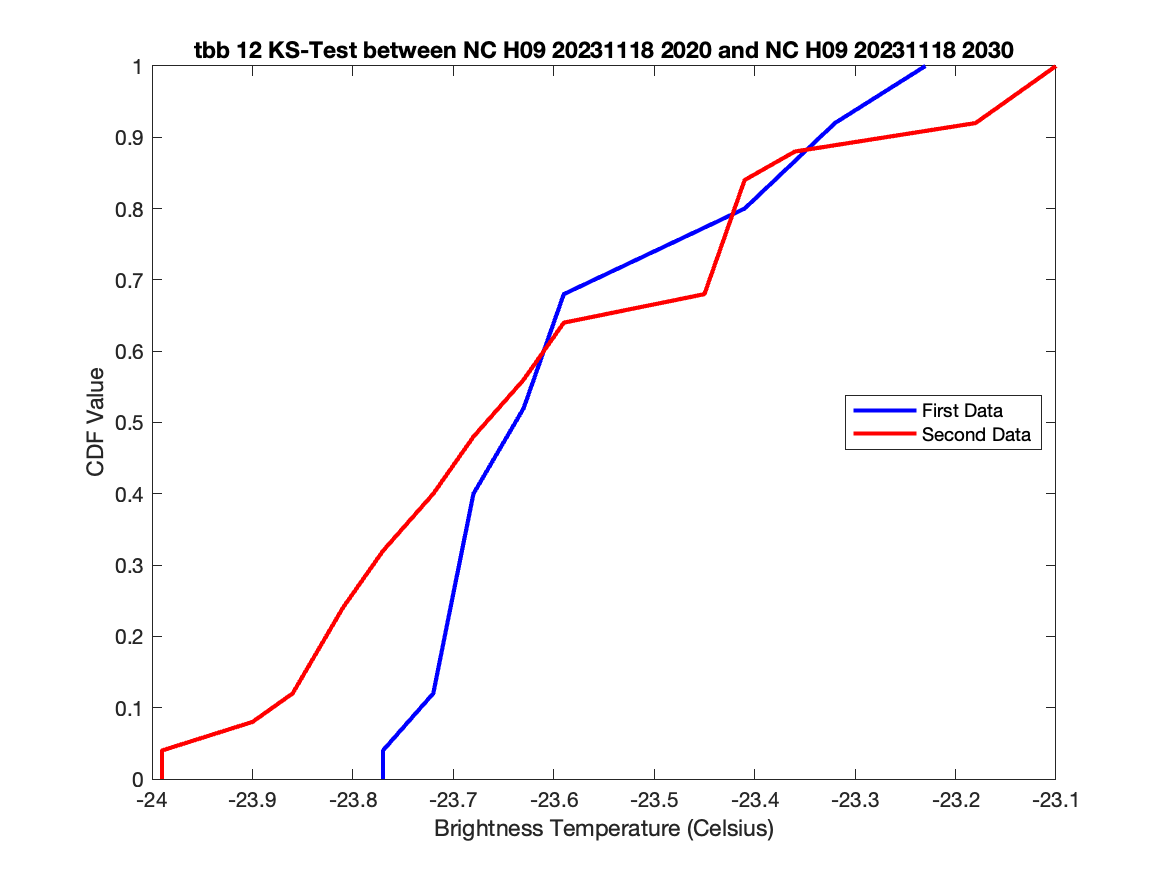 tbb 12 KS-Test between NC H09 20231118 2020 and NC H09 20231118 2030
1
0.9
0.8
0.7
0.6
0.5
0.4
0.3
0.2
0.1
0
CDF Value
First Data
Second Data
-24 -23.9 -23.8 -23.7 -23.6 -23.5 -23.4 -23.3 -23.2 -23.1
Brightness Temperature (Celsius)